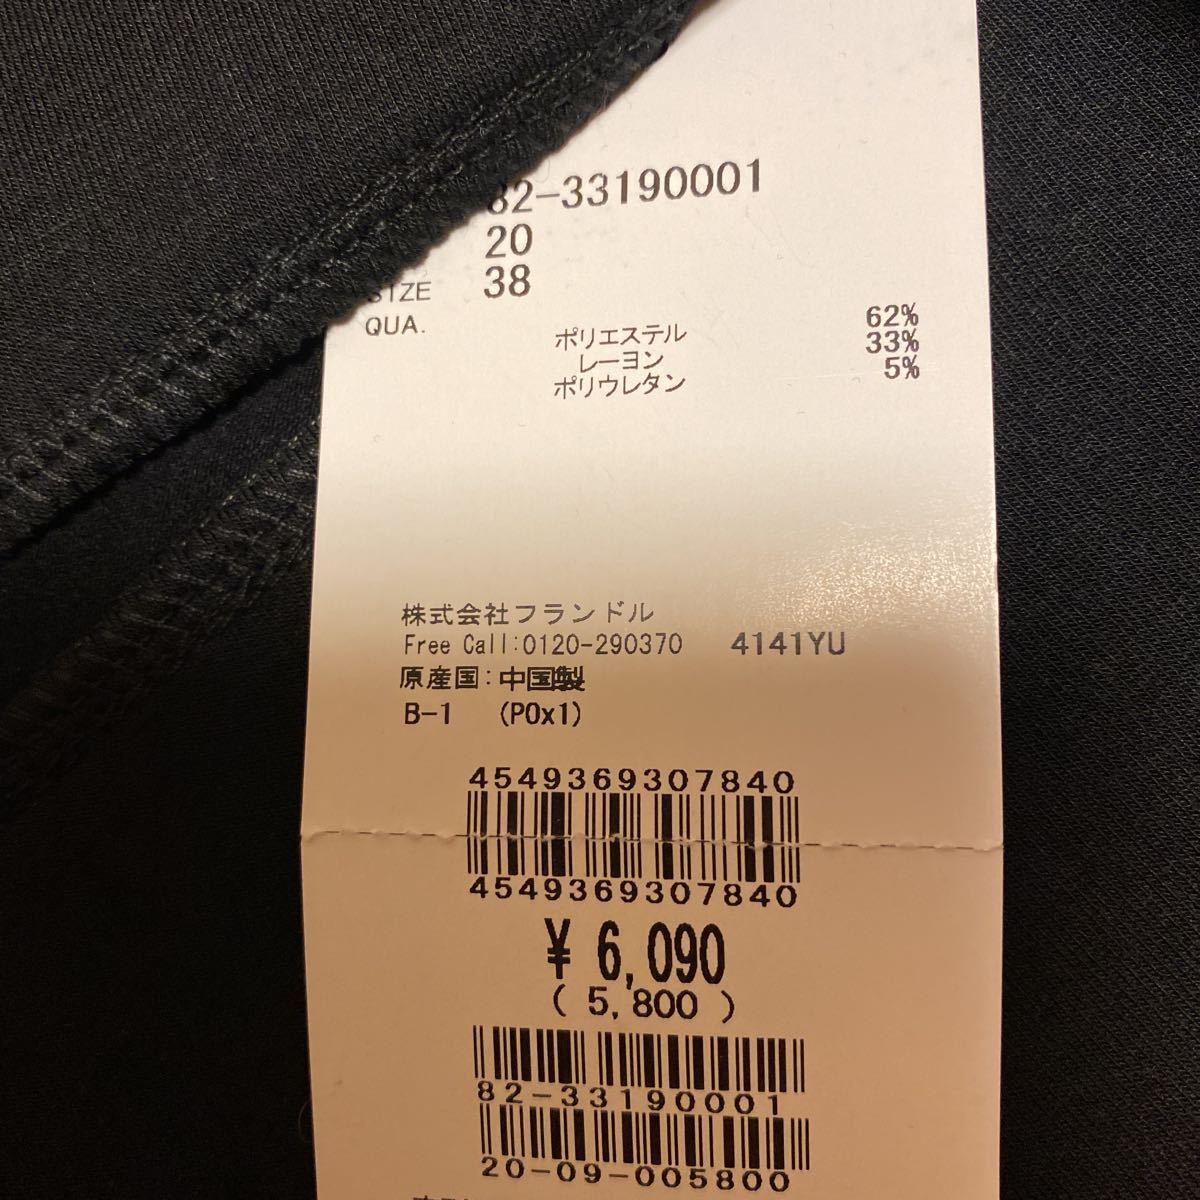 82-33190001
20
SIZE 38
QUA.
ポリエステル 62%
レーヨン 33%
ポリウレタン 5%
株式会社フランドル
Free Call:0120-290370 4141YU
原産国:中国製
B-1 (P0x1)
4549369307840
4549369307840
¥ 6,090
( 5,800 )
82-33190001
20-09-005800